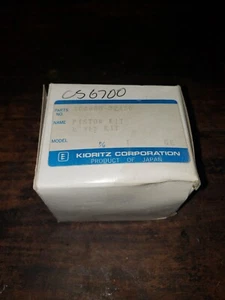 CS6700
PARTS
NO.
NAME PISTON KIT
MODEL
E KIORITZ CORPORATION
PRODUCT OF JAPAN